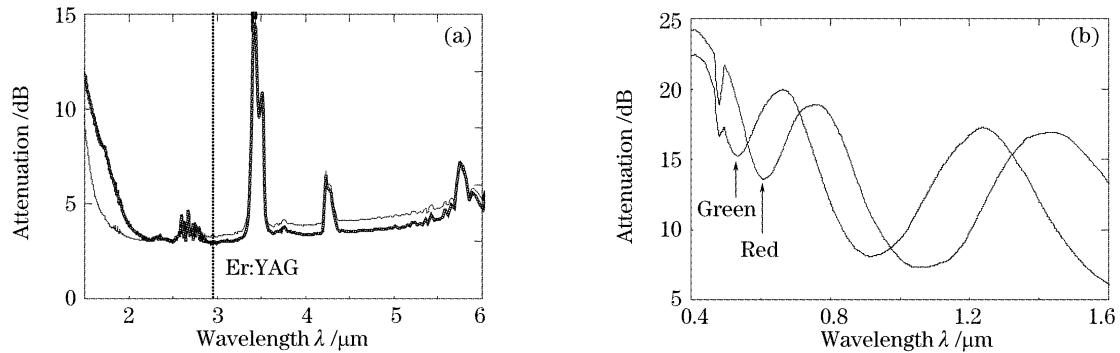 (a)
Attenuation /dB
15
10
5
0
2
3
4
5
6
Er:YAG
Wavelength λ /μm
(b)
Attenuation /dB
25
20
15
10
25
Green
Red
0.4
0.8
1.2
1.6
Wavelength λ /μm